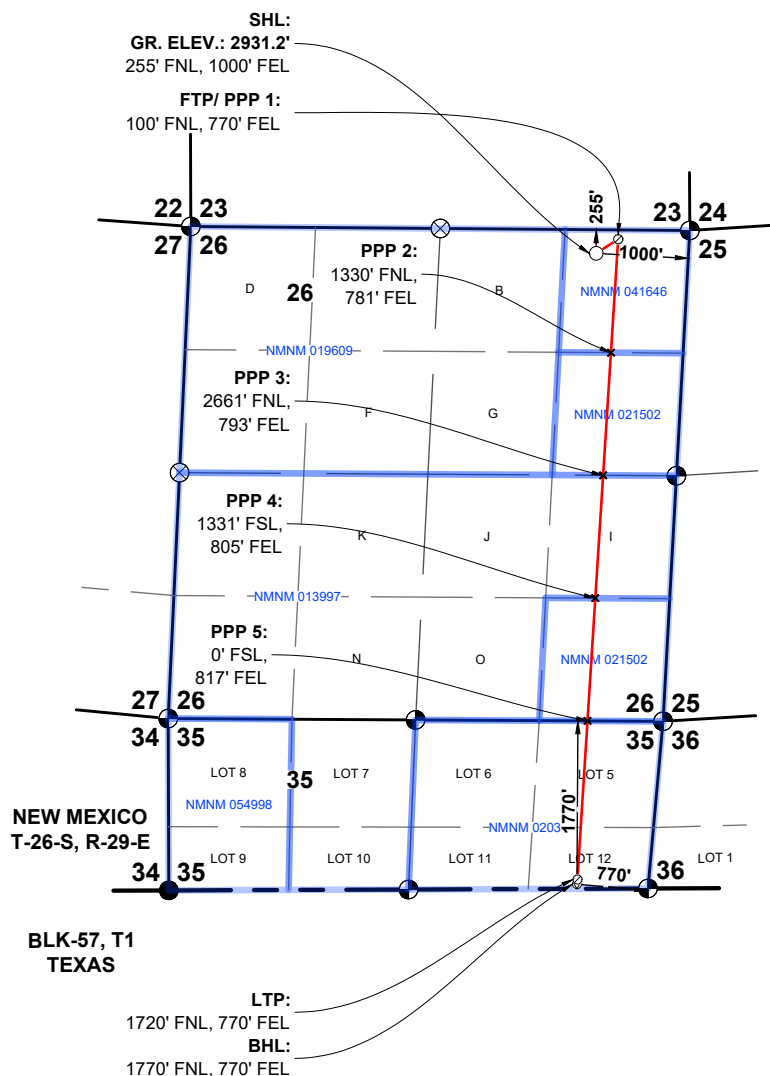 SHL:
GR. ELEV.: 2931.2'
255' FNL, 1000' FEL
FTP/ PPP 1:
100' FNL, 770' FEL
22 23
27 26
255'
23 24
25
1000'
PPP 2:
1330' FNL,
781' FEL
D
26
B
NMNM 041646
NMNM 019609
PPP 3:
2661' FNL,
793' FEL
F
G
NMNM 021502
PPP 4:
1331' FSL,
805' FEL
K
J
I
NMNM 013997
PPP 5:
0' FSL,
817' FEL
N
O
NMNM 021502
27 26
34 35
26 25
35 36
LOT 8
35
LOT 7
LOT 6
LOT 5
NMNM 054998
1770'
NMNM 0203
NEW MEXICO
T-26-S, R-29-E
LOT 9
LOT 10
LOT 11
LOT 12
LOT 1
34 35
770'
36
BLK-57, T1
TEXAS
LTP:
1720' FNL, 770' FEL
BHL:
1770' FNL, 770' FEL